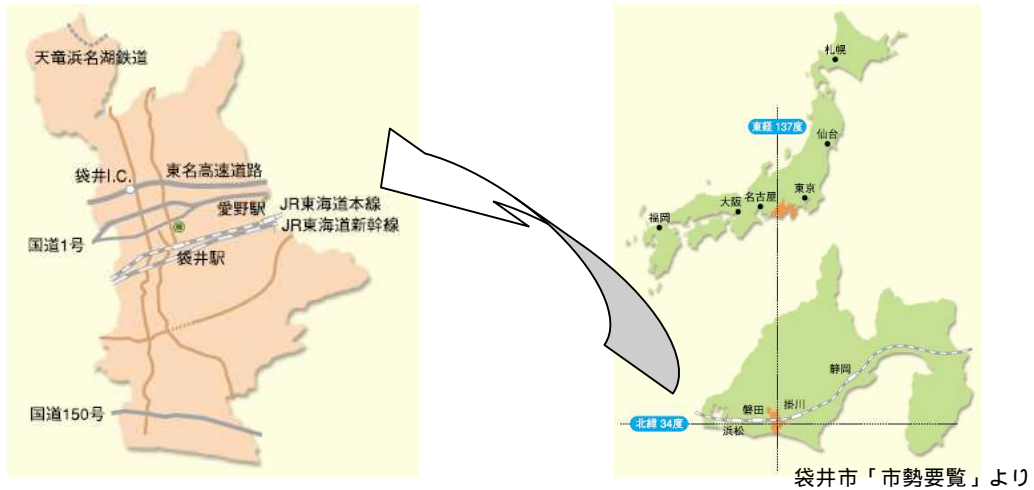 天竜浜名湖鉄道
袋井I.C.
東名高速道路
愛野駅
JR東海道本線
JR東海道新幹線
国道1号
袋井駅
国道150号
札幌
東経 137度
仙台
東京
名古屋
大阪
福岡
静岡
掛川
磐田
北緯 34度
浜松
袋井市「市勢要覧」より